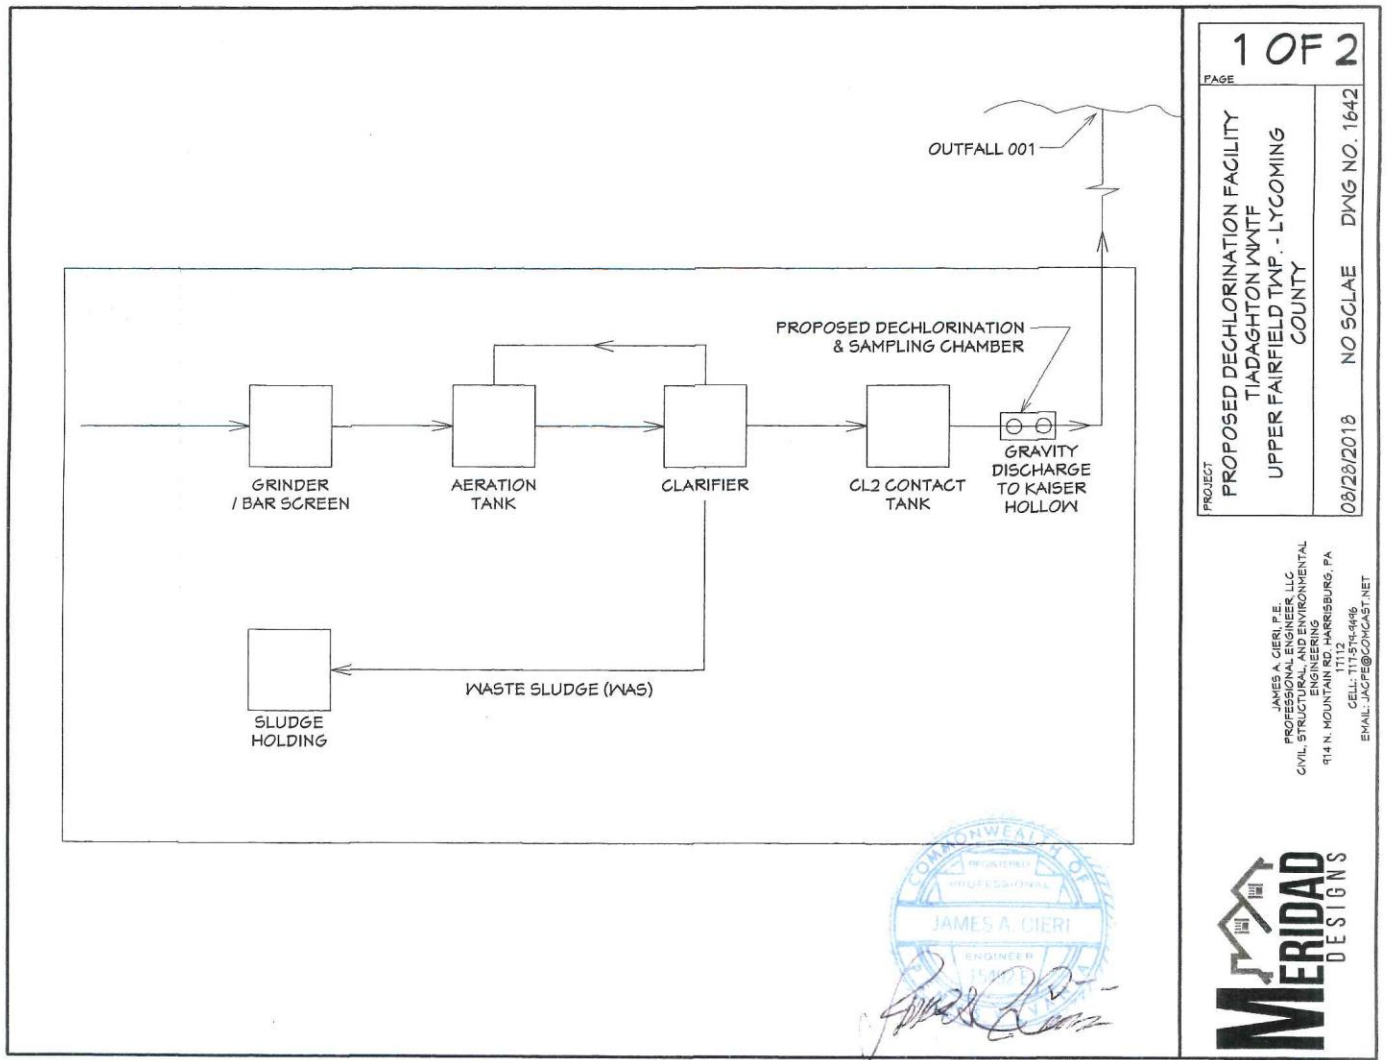 OUTFALL 001
PROPOSED DECHLORINATION
& SAMPLING CHAMBER
GRINDER
/ BAR SCREEN
AERATION
TANK
CLARIFIER
CL2 CONTACT
TANK
GRAVITY
DISCHARGE
TO KAISER
HOLLOW
WASTE SLUDGE (WAS)
SLUDGE
HOLDING
COMMONWEALTH OF
REGISTERED
PROFESSIONAL
JAMES A. CIERI
ENGINEER
1 OF 2
PAGE
PROJECT
PROPOSED DECHLORINATION FACILITY
TIADAGHTON WWTF
UPPER FAIRFIELD TWP. - LYCOMING
COUNTY
08/28/2018 NO SCLAE DWG NO. 1642
JAMES A. CIERI, P.E.
PROFESSIONAL ENGINEER, LLC
CIVIL, STRUCTURAL, AND ENVIRONMENTAL
ENGINEERING
914 N. MOUNTAIN RD, HARRISBURG, PA
17112
CELL: 717-579-9496
EMAIL: JACPE@COMCAST.NET
MERIDAD
DESIGNS